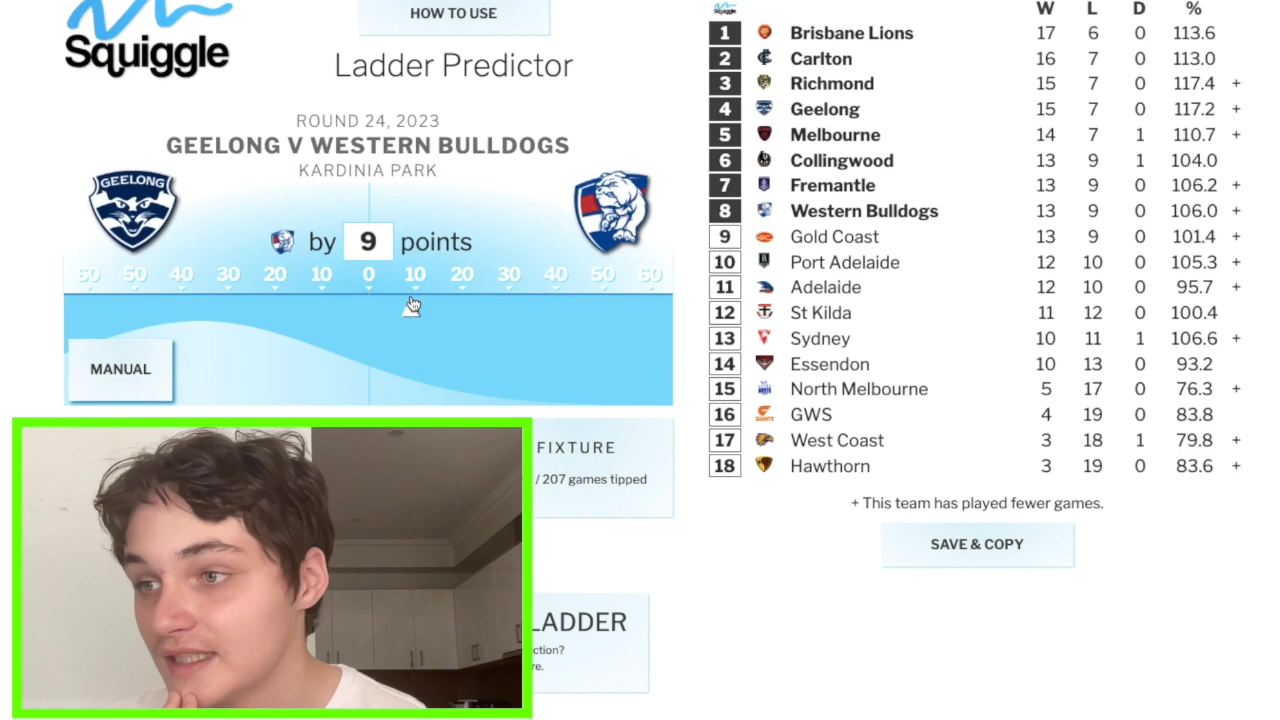 HOW TO USE
Squiggle
Ladder Predictor
ROUND 24, 2023
GEELONG V WESTERN BULLDOGS
KARDINIA PARK
GEELONG
by 9 points
60 50 40 30 20 10 0 10 20 30 40 50 60
MANUAL
FIXTURE
/ 207 games tipped
LADDER
ction?
re.
W L D %
1 Brisbane Lions 17 6 0 113.6
2 Carlton 16 7 0 113.0
3 Richmond 15 7 0 117.4 +
4 Geelong 15 7 0 117.2 +
5 Melbourne 14 7 1 110.7 +
6 Collingwood 13 9 1 104.0
7 Fremantle 13 9 0 106.2 +
8 Western Bulldogs 13 9 0 106.0 +
9 Gold Coast 13 9 0 101.4 +
10 Port Adelaide 12 10 0 105.3 +
11 Adelaide 12 10 0 95.7 +
12 St Kilda 11 12 0 100.4
13 Sydney 10 11 1 106.6 +
14 Essendon 10 13 0 93.2
15 North Melbourne 5 17 0 76.3 +
16 GWS 4 19 0 83.8
17 West Coast 3 18 1 79.8 +
18 Hawthorn 3 19 0 83.6 +
+ This team has played fewer games.
SAVE & COPY